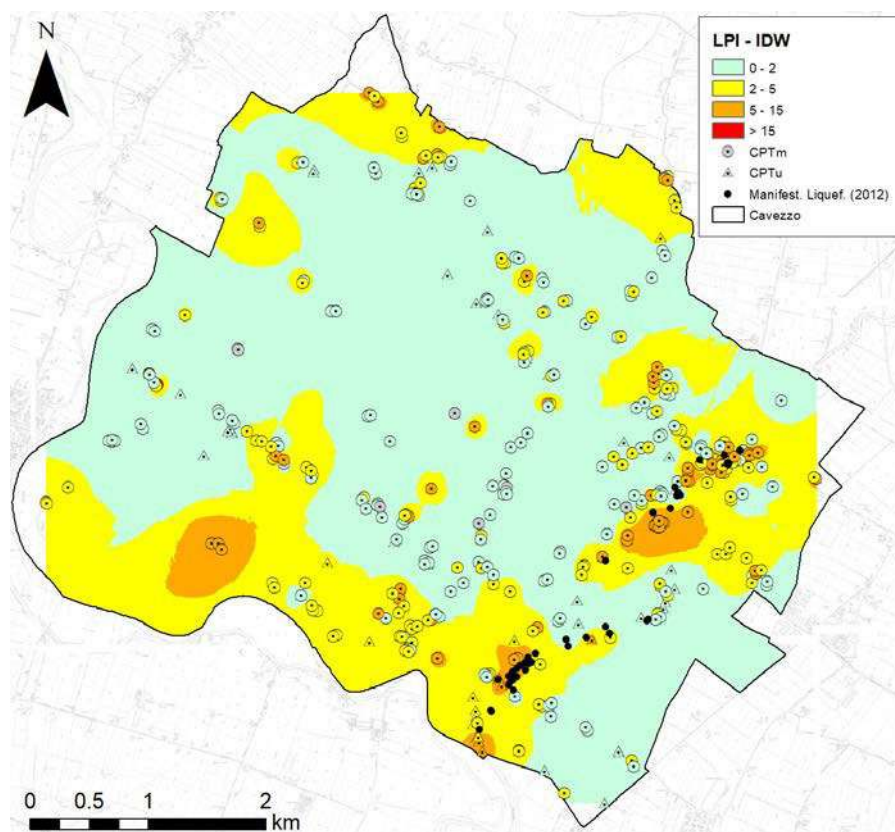 N
LPI - IDW
0 - 2
2 - 5
5 - 15
> 15
CPTm
CPTu
Manifest. Liquef. (2012)
Cavezzo
0 0.5 1 2
km